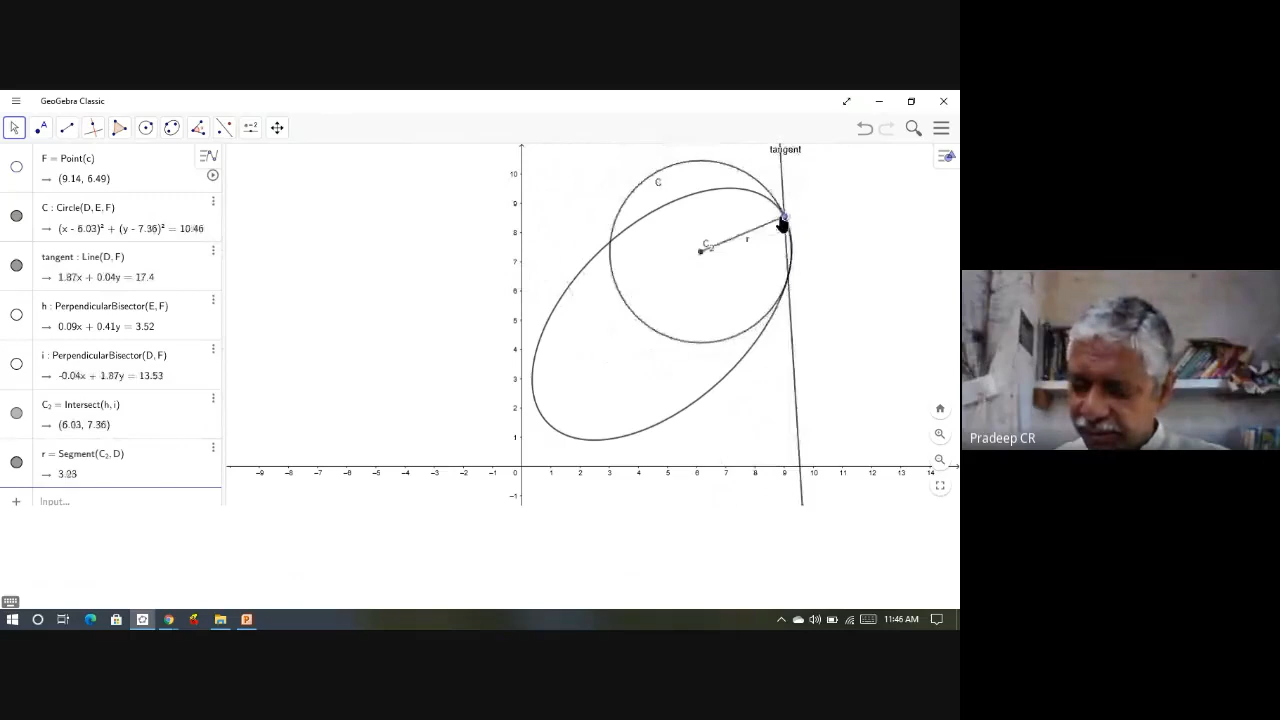 GeoGebra Classic
F = Point(c)
→ (9.14, 6.49)
C : Circle(D, E, F)
→ (x - 6.03)² + (y - 7.36)² = 10.46
tangent : Line(D, F)
→ 1.87x + 0.04y = 17.4
h : PerpendicularBisector(E, F)
→ 0.09x + 0.41y = 3.52
i : PerpendicularBisector(D, F)
→ -0.04x + 1.87y = 13.53
C₂ = Intersect(h, i)
→ (6.03, 7.36)
r = Segment(C₂, D)
→ 3.23
+ Input...
tangent
C
C₂
r
10
9
8
7
6
5
4
3
2
1
–1
–9 –8 –7 –6 –5 –4 –3 –2 –1 0 1 2 3 4 5 6 7 8 9 10 11 12 13 14
Pradeep CR
11:46 AM